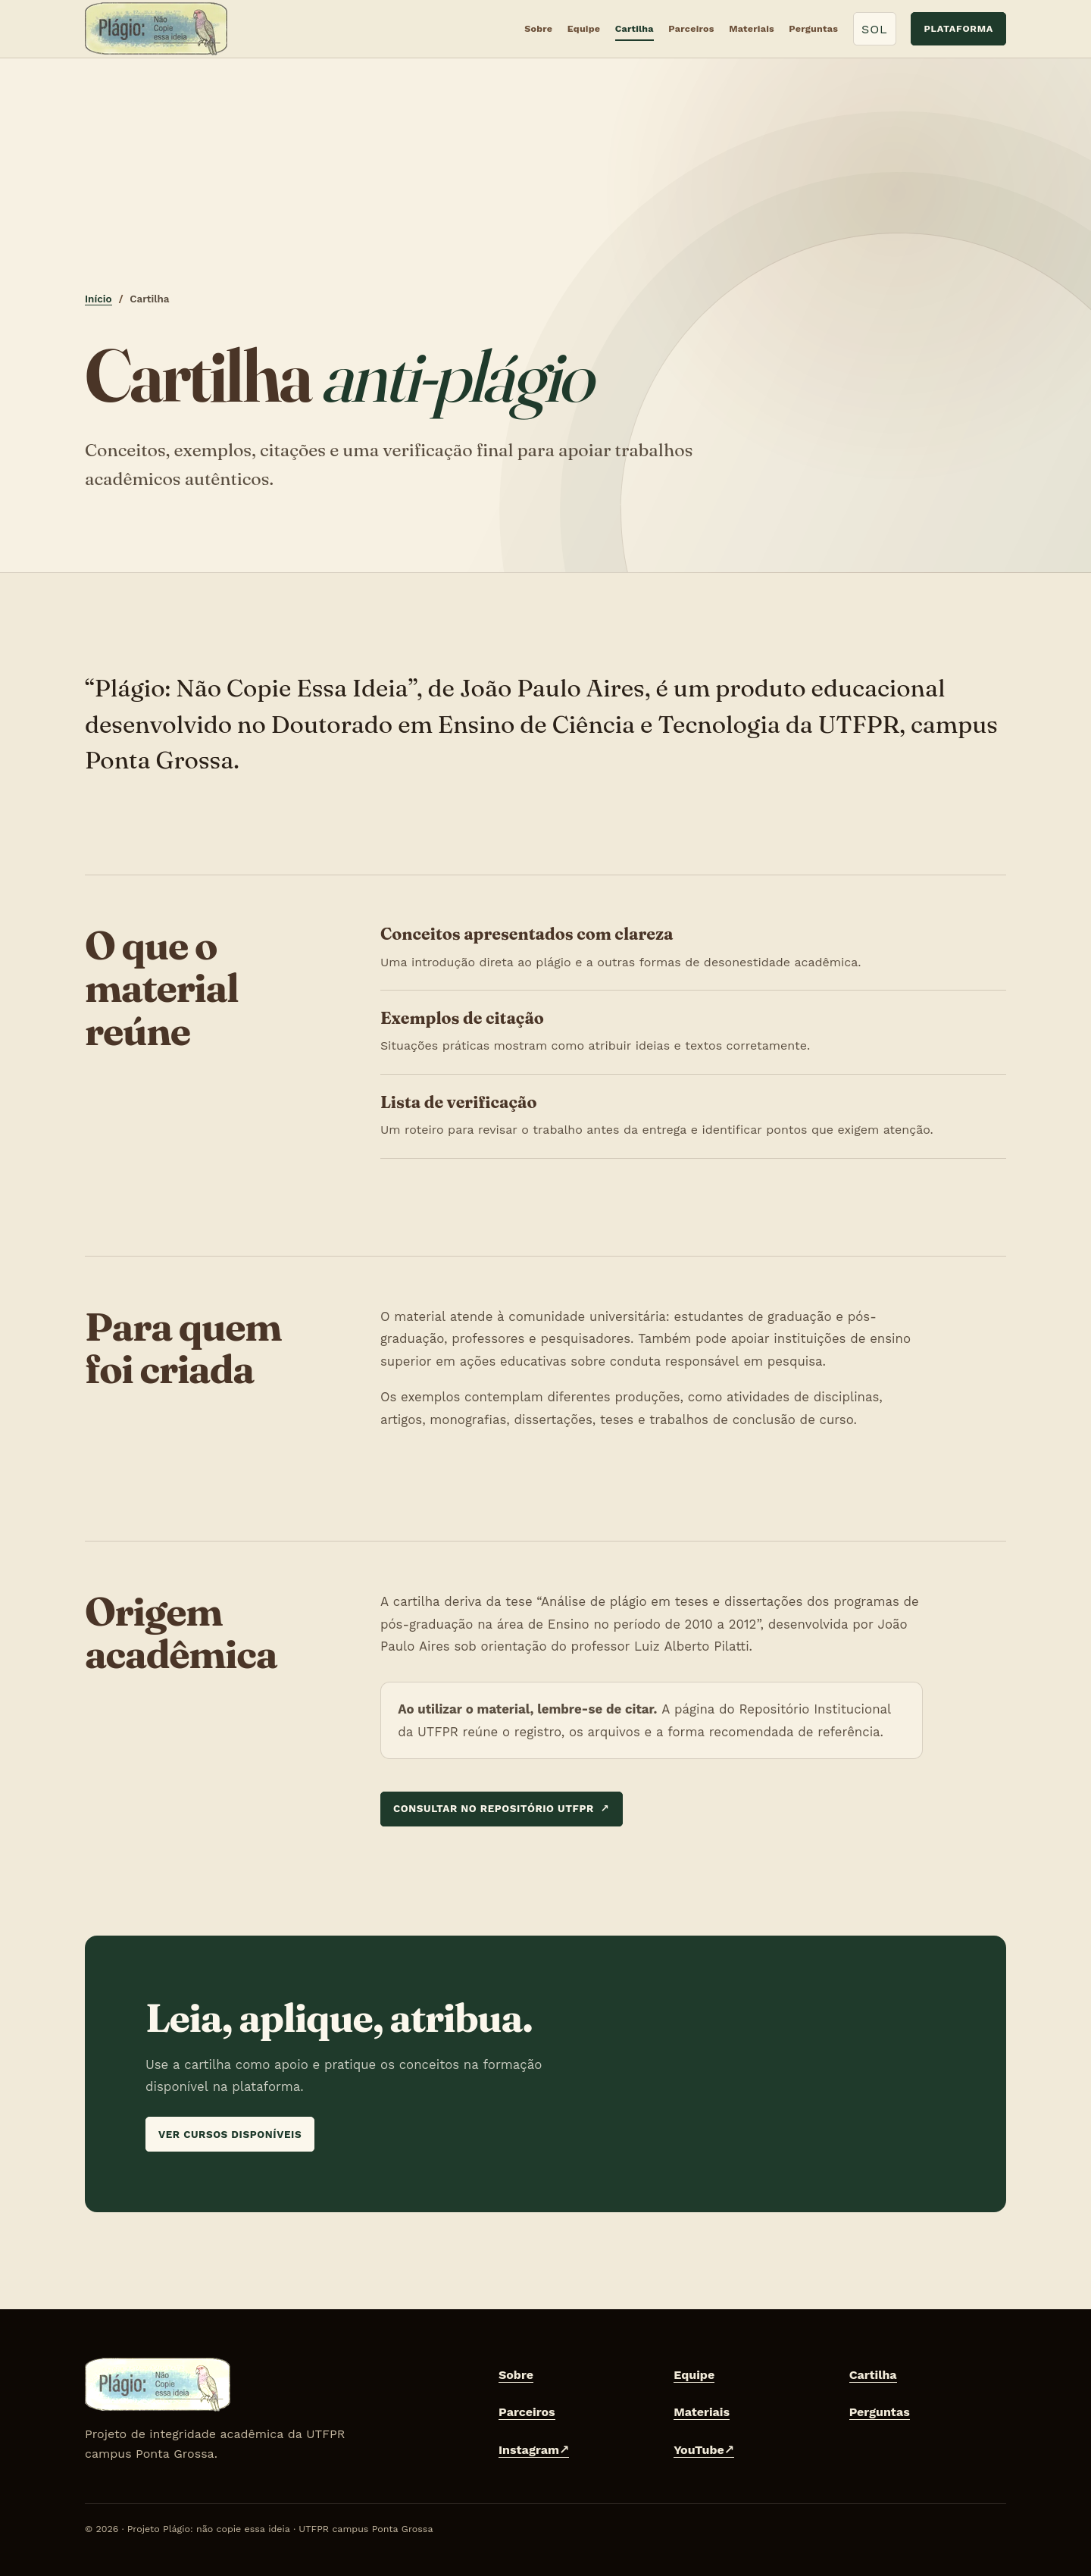 Plágio:
Não
Copie
essa ideia
Sobre Equipe Cartilha Parceiros Materiais Perguntas SOL PLATAFORMA
Início / Cartilha
Cartilha anti-plágio
Conceitos, exemplos, citações e uma verificação final para apoiar trabalhos
acadêmicos autênticos.
“Plágio: Não Copie Essa Ideia”, de João Paulo Aires, é um produto educacional
desenvolvido no Doutorado em Ensino de Ciência e Tecnologia da UTFPR, campus
Ponta Grossa.
O que o
material
reúne
Conceitos apresentados com clareza
Uma introdução direta ao plágio e a outras formas de desonestidade acadêmica.
Exemplos de citação
Situações práticas mostram como atribuir ideias e textos corretamente.
Lista de verificação
Um roteiro para revisar o trabalho antes da entrega e identificar pontos que exigem atenção.
Para quem
foi criada
O material atende à comunidade universitária: estudantes de graduação e pós-
graduação, professores e pesquisadores. Também pode apoiar instituições de ensino
superior em ações educativas sobre conduta responsável em pesquisa.
Os exemplos contemplam diferentes produções, como atividades de disciplinas,
artigos, monografias, dissertações, teses e trabalhos de conclusão de curso.
Origem
acadêmica
A cartilha deriva da tese “Análise de plágio em teses e dissertações dos programas de
pós-graduação na área de Ensino no período de 2010 a 2012”, desenvolvida por João
Paulo Aires sob orientação do professor Luiz Alberto Pilatti.
Ao utilizar o material, lembre-se de citar. A página do Repositório Institucional
da UTFPR reúne o registro, os arquivos e a forma recomendada de referência.
CONSULTAR NO REPOSITÓRIO UTFPR ↗
Leia, aplique, atribua.
Use a cartilha como apoio e pratique os conceitos na formação
disponível na plataforma.
VER CURSOS DISPONÍVEIS
Plágio:
Não
Copie
essa ideia
Projeto de integridade acadêmica da UTFPR
campus Ponta Grossa.
Sobre Equipe Cartilha
Parceiros Materiais Perguntas
Instagram↗ YouTube↗
© 2026 · Projeto Plágio: não copie essa ideia · UTFPR campus Ponta Grossa